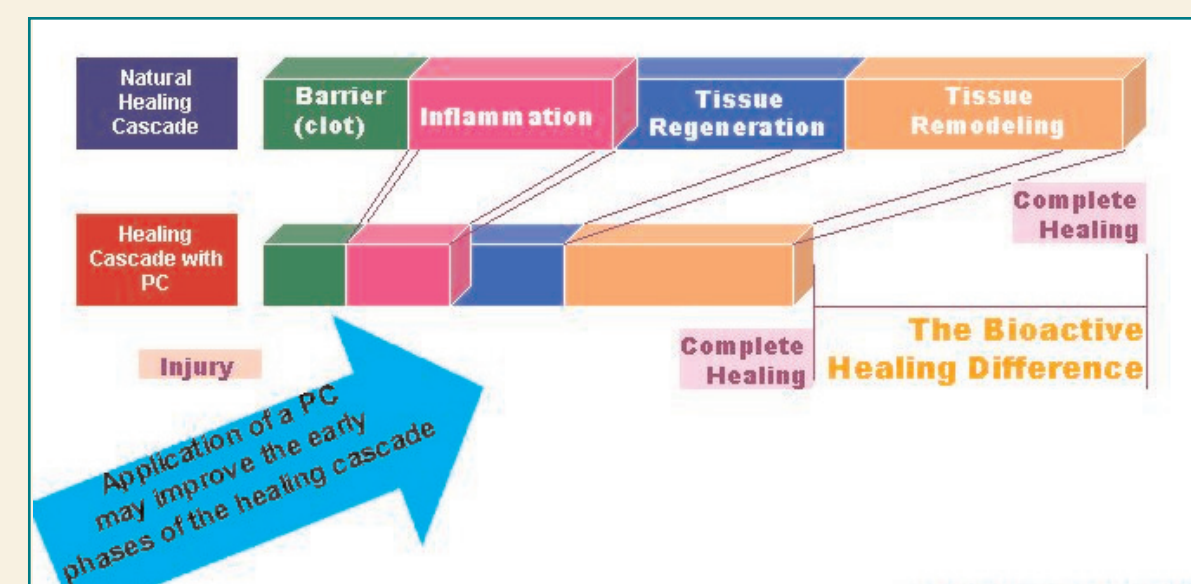 Natural
Healing
Cascade
Barrier
(clot)
Inflammation
Tissue
Regeneration
Tissue
Remodeling
Healing
Cascade with
PC
Complete
Healing
Injury
Complete
Healing
The Bioactive
Healing Difference
Application of a PC
may improve the early
phases of the healing cascade